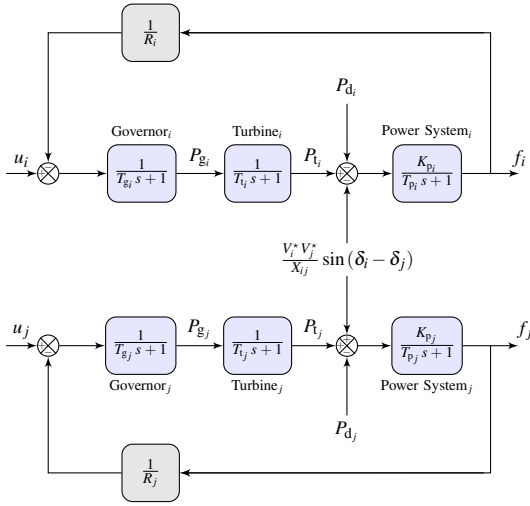 1/R_i
P_{d_i}
Governor_i Turbine_i Power System_i
u_i 1/(T_{g_i} s + 1) P_{g_i} 1/(T_{t_i} s + 1) P_{t_i} K_{p_i}/(T_{p_i} s + 1) f_i
V_i^⋆ V_j^⋆/X_{ij} sin (δ_i − δ_j)
u_j 1/(T_{g_j} s + 1) P_{g_j} 1/(T_{t_j} s + 1) P_{t_j} K_{p_j}/(T_{p_j} s + 1) f_j
Governor_j Turbine_j Power System_j
P_{d_j}
1/R_j